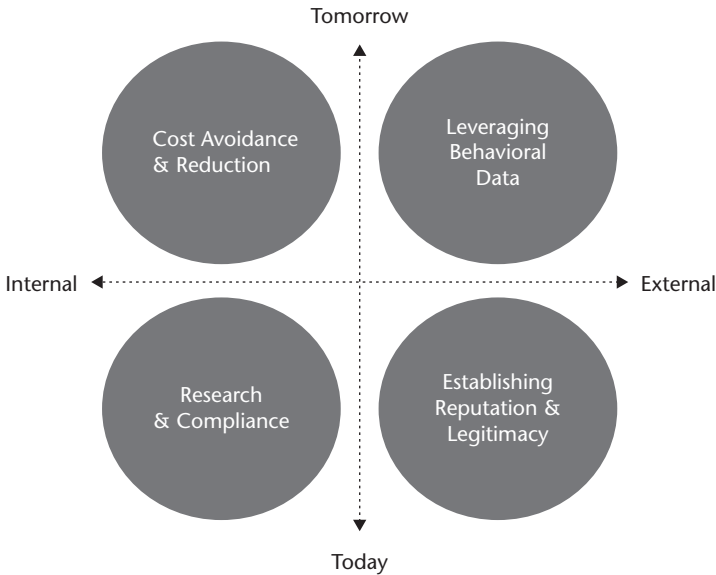 Tomorrow
Cost Avoidance
& Reduction
Leveraging
Behavioral
Data
Internal
External
Research
& Compliance
Establishing
Reputation &
Legitimacy
Today